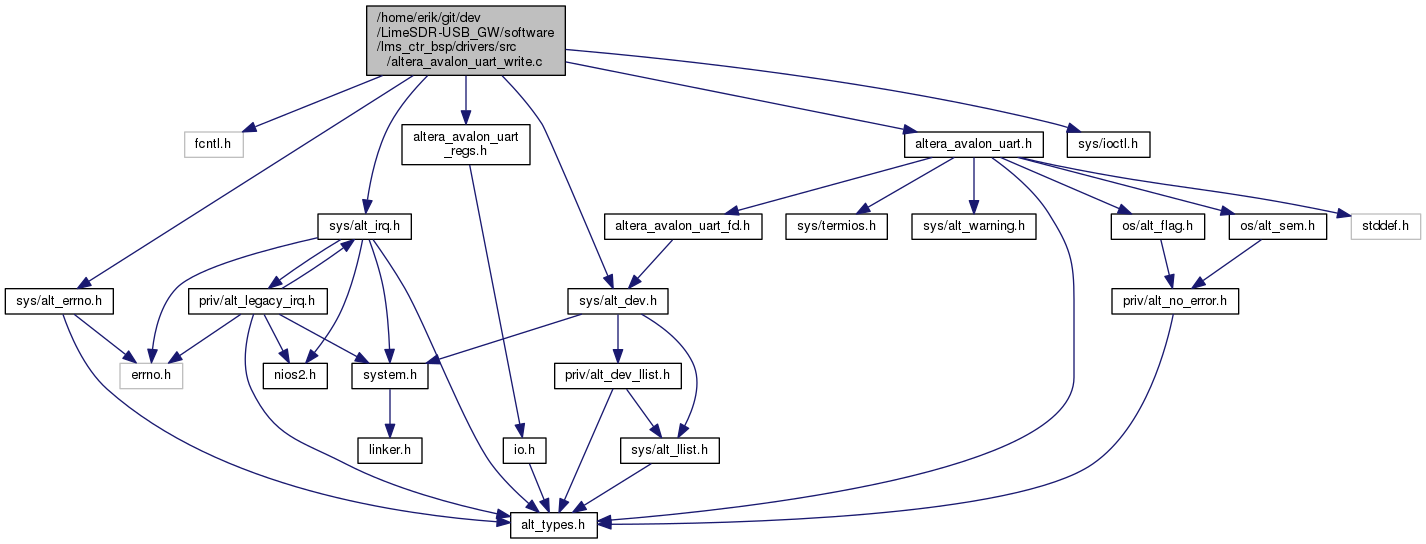 /home/erik/git/dev
/LimeSDR-USB_GW/software
/lms_ctr_bsp/drivers/src
/altera_avalon_uart_write.c
fcntl.h
altera_avalon_uart
_regs.h
altera_avalon_uart.h
sys/ioctl.h
sys/alt_irq.h
altera_avalon_uart_fd.h
sys/termios.h
sys/alt_warning.h
os/alt_flag.h
os/alt_sem.h
stddef.h
sys/alt_errno.h
priv/alt_legacy_irq.h
sys/alt_dev.h
priv/alt_no_error.h
errno.h
nios2.h
system.h
priv/alt_dev_llist.h
linker.h
io.h
sys/alt_llist.h
alt_types.h